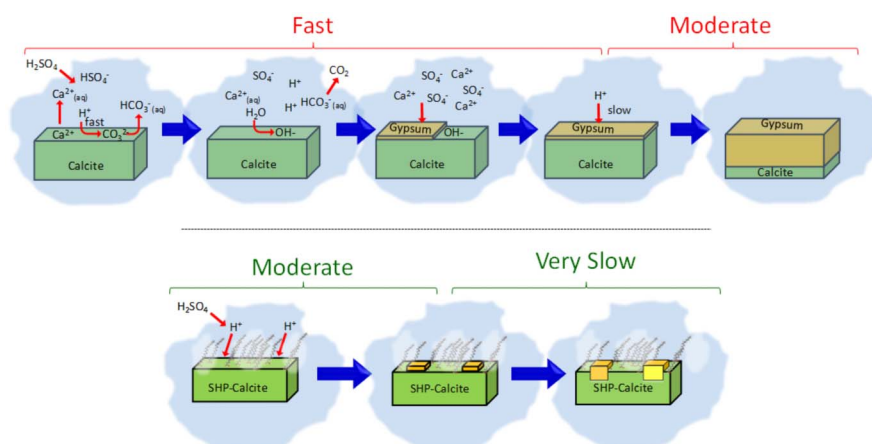 Fast
Moderate
H₂SO₄
HSO₄⁻
Ca²⁺(aq)
H⁺
fast
HCO₃⁻(aq)
Ca²⁺
CO₃²⁻
Calcite
SO₄⁻
H⁺
CO₂
Ca²⁺(aq)
H⁺
HCO₃⁻(aq)
H₂O
OH-
Calcite
SO₄⁻
Ca²⁺
Ca²⁺
SO₄⁻
SO₄⁻
Ca²⁺
Gypsum
OH-
Calcite
H⁺
slow
Gypsum
Calcite
Gypsum
Calcite
Moderate
Very Slow
H₂SO₄
H⁺
H⁺
SHP-Calcite
SHP-Calcite
SHP-Calcite